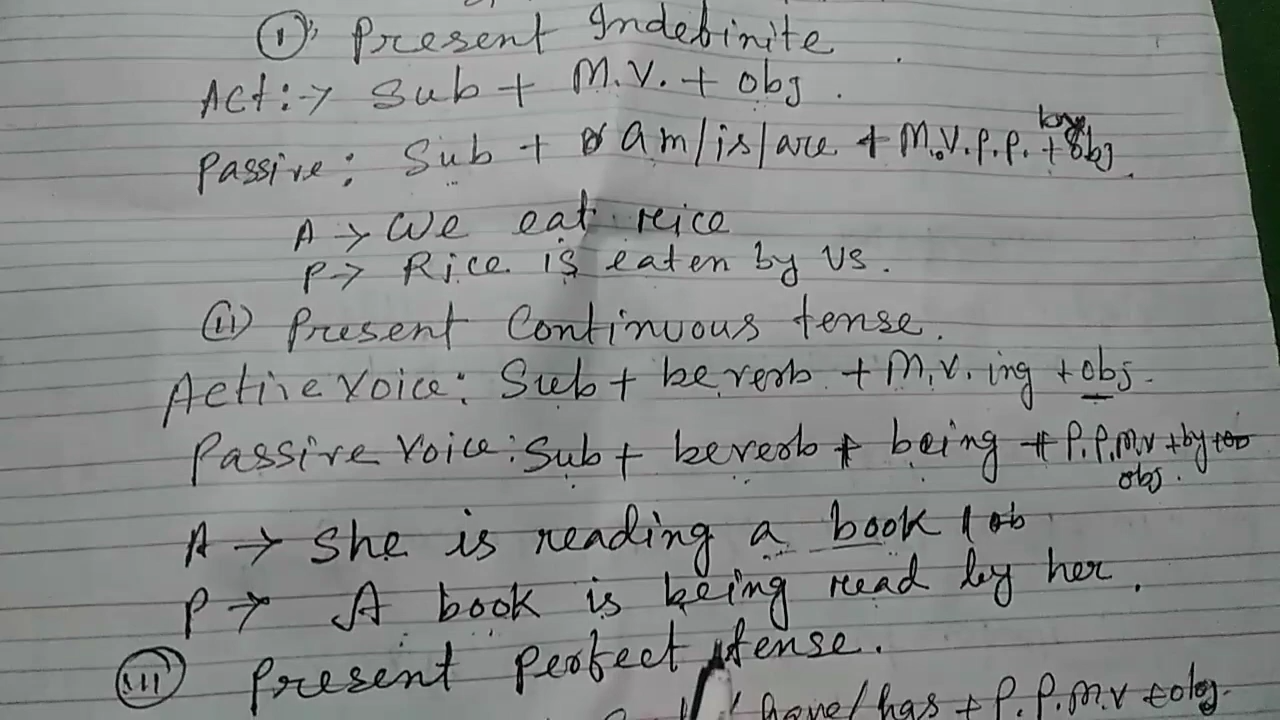 (i) Present Indefinite
Act:→ Sub + M.V. + obj.
Passive: Sub + am/is/are + M.V.P.P. + by obj.
A → We eat rice
P → Rice is eaten by us.
(ii) Present Continuous tense.
Active Voice: Sub + be verb + M.V. ing + obj.
Passive Voice: Sub + be verb + being + P.P.M.V + by + obj.
A → She is reading a book | ob
P → A book is being read by her.
(iii) Present Perfect tense.
have/has + P.P.M.V + obj.